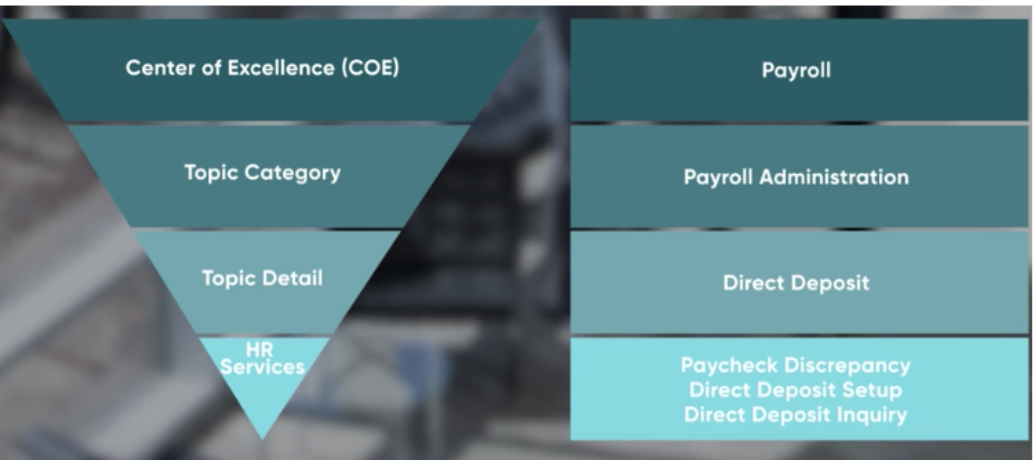 Center of Excellence (COE)
Payroll
Topic Category
Payroll Administration
Topic Detail
Direct Deposit
HR
Services
Paycheck Discrepancy
Direct Deposit Setup
Direct Deposit Inquiry